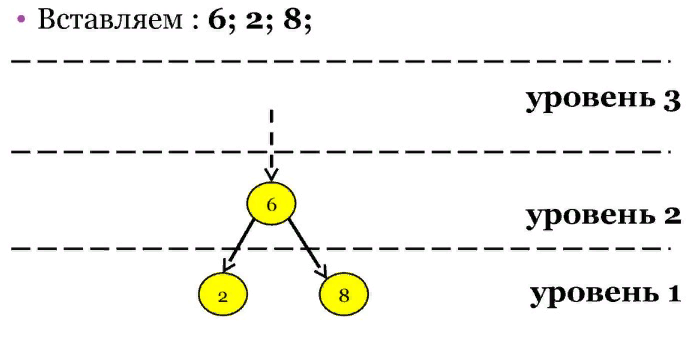 • Вставляем : 6; 2; 8;
уровень 3
6
уровень 2
2
8
уровень 1